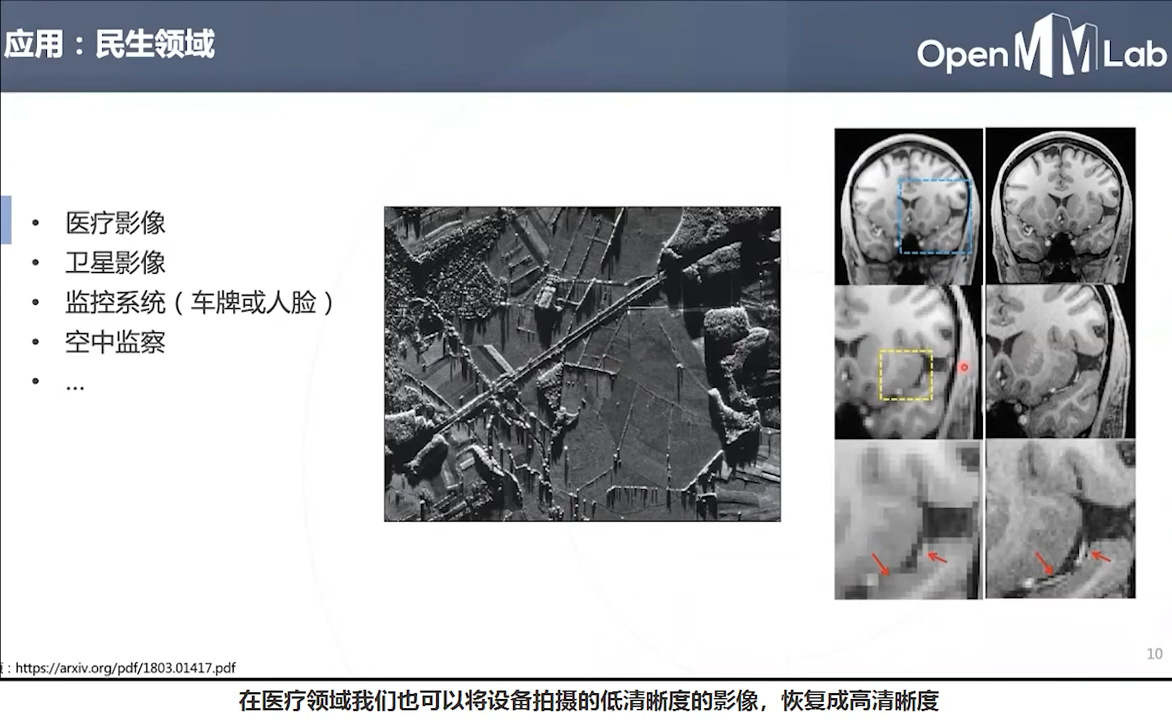 应用：民生领域
Open MM Lab
• 医疗影像
• 卫星影像
• 监控系统（车牌或人脸）
• 空中监察
• ...
：https://arxiv.org/pdf/1803.01417.pdf
10
在医疗领域我们也可以将设备拍摄的低清晰度的影像，恢复成高清晰度